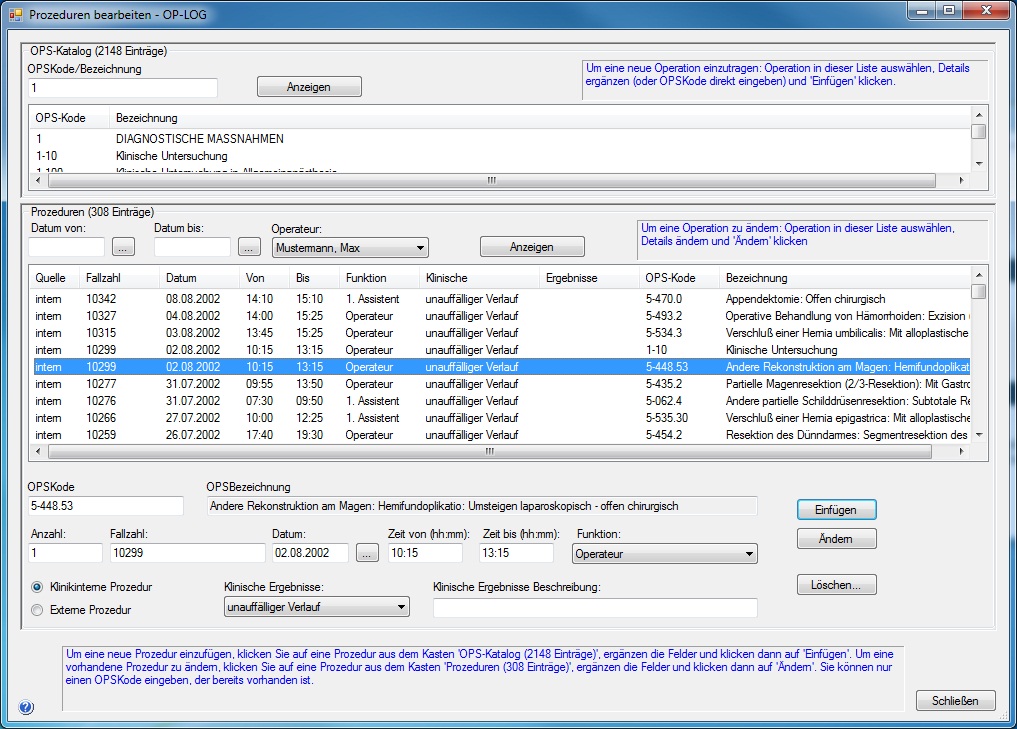 Prozeduren bearbeiten - OP-LOG
OPS-Katalog (2148 Einträge)
OPSKode/Bezeichnung
1
Anzeigen
Um eine neue Operation einzutragen: Operation in dieser Liste auswählen, Details
ergänzen (oder OPSKode direkt eingeben) und 'Einfügen' klicken.
OPS-Kode Bezeichnung
1 DIAGNOSTISCHE MASSNAHMEN
1-10 Klinische Untersuchung
1-100 Klinische Untersuchung in Allgemeinanästhesie
Prozeduren (308 Einträge)
Datum von: Datum bis: Operateur:
... ... Mustermann, Max Anzeigen
Um eine Operation zu ändern: Operation in dieser Liste auswählen,
Details ändern und 'Ändern' klicken
Quelle Fallzahl Datum Von Bis Funktion Klinische Ergebnisse OPS-Kode Bezeichnung
intern 10342 08.08.2002 14:10 15:10 1. Assistent unauffälliger Verlauf 5-470.0 Appendektomie: Offen chirurgisch
intern 10327 04.08.2002 14:00 15:25 Operateur unauffälliger Verlauf 5-493.2 Operative Behandlung von Hämorrhoiden: Exzision
intern 10315 03.08.2002 13:45 15:25 Operateur unauffälliger Verlauf 5-534.3 Verschluß einer Hernia umbilicalis: Mit alloplastische
intern 10299 02.08.2002 10:15 13:15 Operateur unauffälliger Verlauf 1-10 Klinische Untersuchung
intern 10299 02.08.2002 10:15 13:15 Operateur unauffälliger Verlauf 5-448.53 Andere Rekonstruktion am Magen: Hemifundoplikat
intern 10277 31.07.2002 09:55 13:50 Operateur unauffälliger Verlauf 5-435.2 Partielle Magenresektion (2/3-Resektion): Mit Gastro
intern 10276 31.07.2002 07:30 09:50 1. Assistent unauffälliger Verlauf 5-062.4 Andere partielle Schilddrüsenresektion: Subtotale Re
intern 10266 27.07.2002 10:00 12:25 1. Assistent unauffälliger Verlauf 5-535.30 Verschluß einer Hernia epigastrica: Mit alloplastische
intern 10259 26.07.2002 17:40 19:30 Operateur unauffälliger Verlauf 5-454.2 Resektion des Dünndarmes: Segmentresektion des
OPSKode OPSBezeichnung
5-448.53 Andere Rekonstruktion am Magen: Hemifundoplikatio: Umsteigen laparoskopisch - offen chirurgisch
Einfügen
Anzahl: Fallzahl: Datum: Zeit von (hh:mm): Zeit bis (hh:mm): Funktion:
1 10299 02.08.2002 ... 10:15 13:15 Operateur
Ändern
Klinikinterne Prozedur Klinische Ergebnisse: Klinische Ergebnisse Beschreibung:
Löschen...
Externe Prozedur unauffälliger Verlauf
Um eine neue Prozedur einzufügen, klicken Sie auf eine Prozedur aus dem Kasten 'OPS-Katalog (2148 Einträge)', ergänzen die Felder und klicken dann auf 'Einfügen'. Um eine
vorhandene Prozedur zu ändern, klicken Sie auf eine Prozedur aus dem Kasten 'Prozeduren (308 Einträge)', ergänzen die Felder und klicken dann auf 'Ändern'. Sie können nur
einen OPSKode eingeben, der bereits vorhanden ist.
?
Schließen